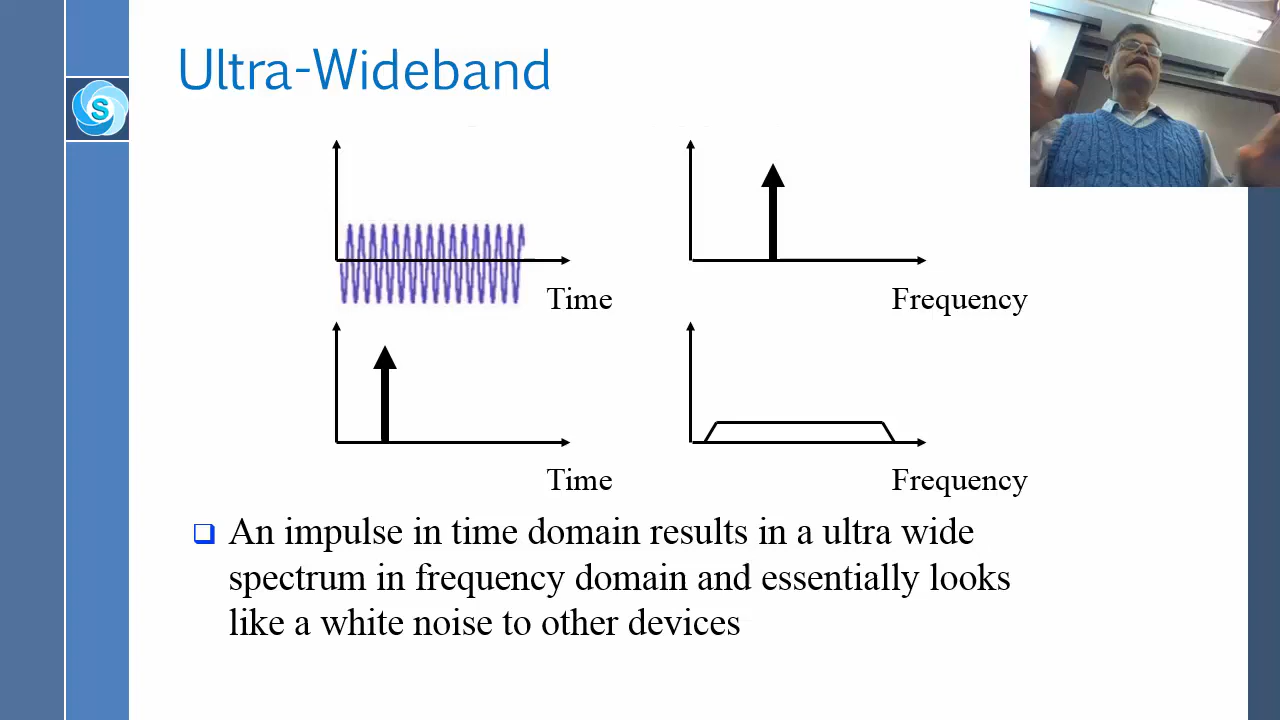 Ultra-Wideband
S
Time
Frequency
Time
Frequency
An impulse in time domain results in a ultra wide
spectrum in frequency domain and essentially looks
like a white noise to other devices